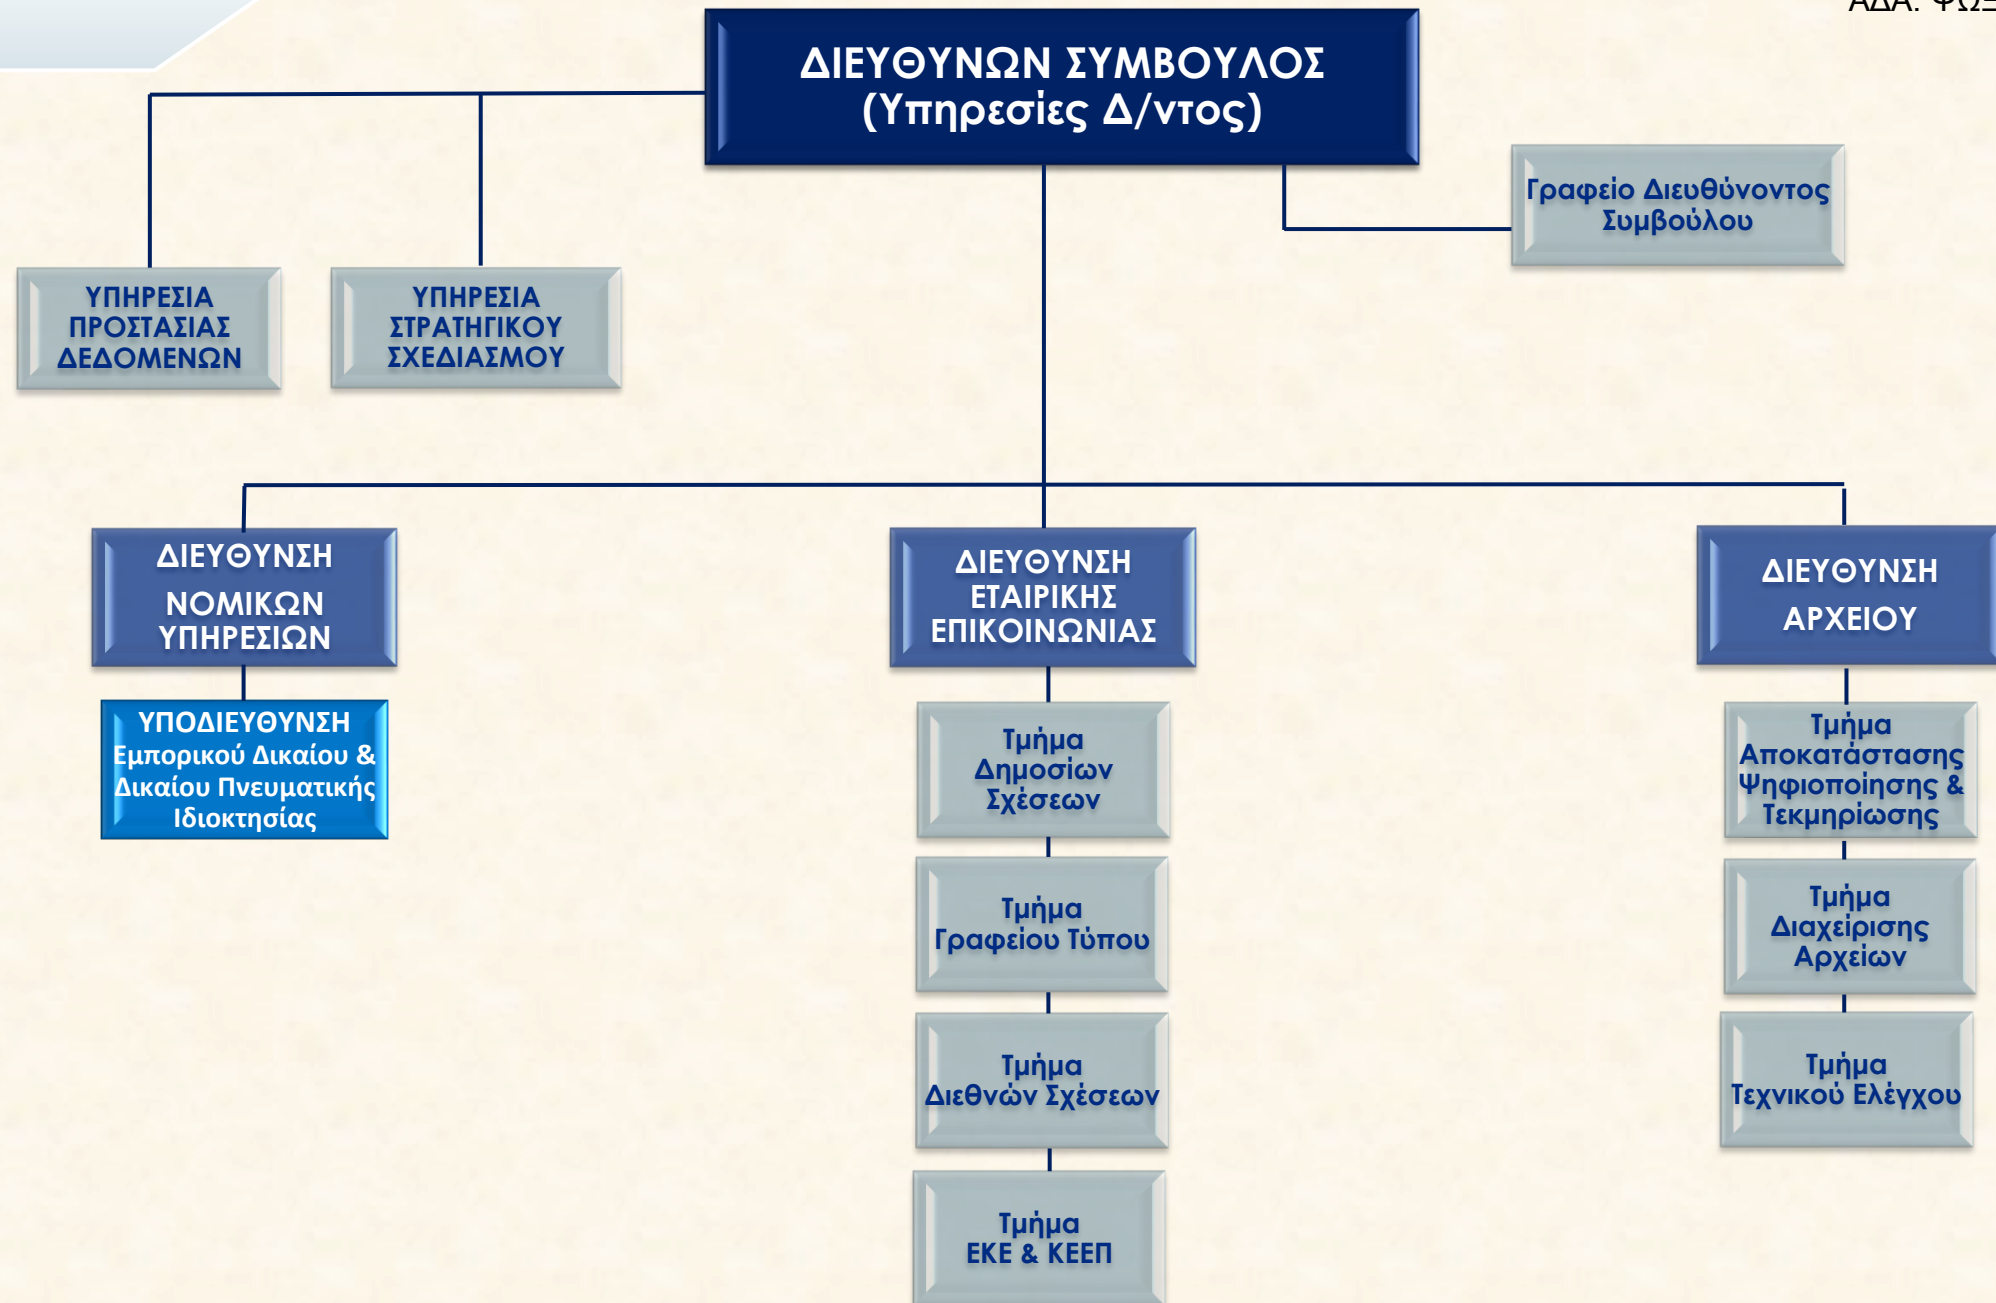 ΑΔΑ: ΨΩΞ
ΔΙΕΥΘΥΝΩΝ ΣΥΜΒΟΥΛΟΣ
(Υπηρεσίες Δ/ντος)
Γραφείο Διευθύνοντος
Συμβούλου
ΥΠΗΡΕΣΙΑ
ΠΡΟΣΤΑΣΙΑΣ
ΔΕΔΟΜΕΝΩΝ
ΥΠΗΡΕΣΙΑ
ΣΤΡΑΤΗΓΙΚΟΥ
ΣΧΕΔΙΑΣΜΟΥ
ΔΙΕΥΘΥΝΣΗ
ΝΟΜΙΚΩΝ
ΥΠΗΡΕΣΙΩΝ
ΥΠΟΔΙΕΥΘΥΝΣΗ
Εμπορικού Δικαίου &
Δικαίου Πνευματικής
Ιδιοκτησίας
ΔΙΕΥΘΥΝΣΗ
ΕΤΑΙΡΙΚΗΣ
ΕΠΙΚΟΙΝΩΝΙΑΣ
Τμήμα
Δημοσίων
Σχέσεων
Τμήμα
Γραφείου Τύπου
Τμήμα
Διεθνών Σχέσεων
Τμήμα
ΕΚΕ & ΚΕΕΠ
ΔΙΕΥΘΥΝΣΗ
ΑΡΧΕΙΟΥ
Τμήμα
Αποκατάστασης
Ψηφιοποίησης &
Τεκμηρίωσης
Τμήμα
Διαχείρισης
Αρχείων
Τμήμα
Τεχνικού Ελέγχου